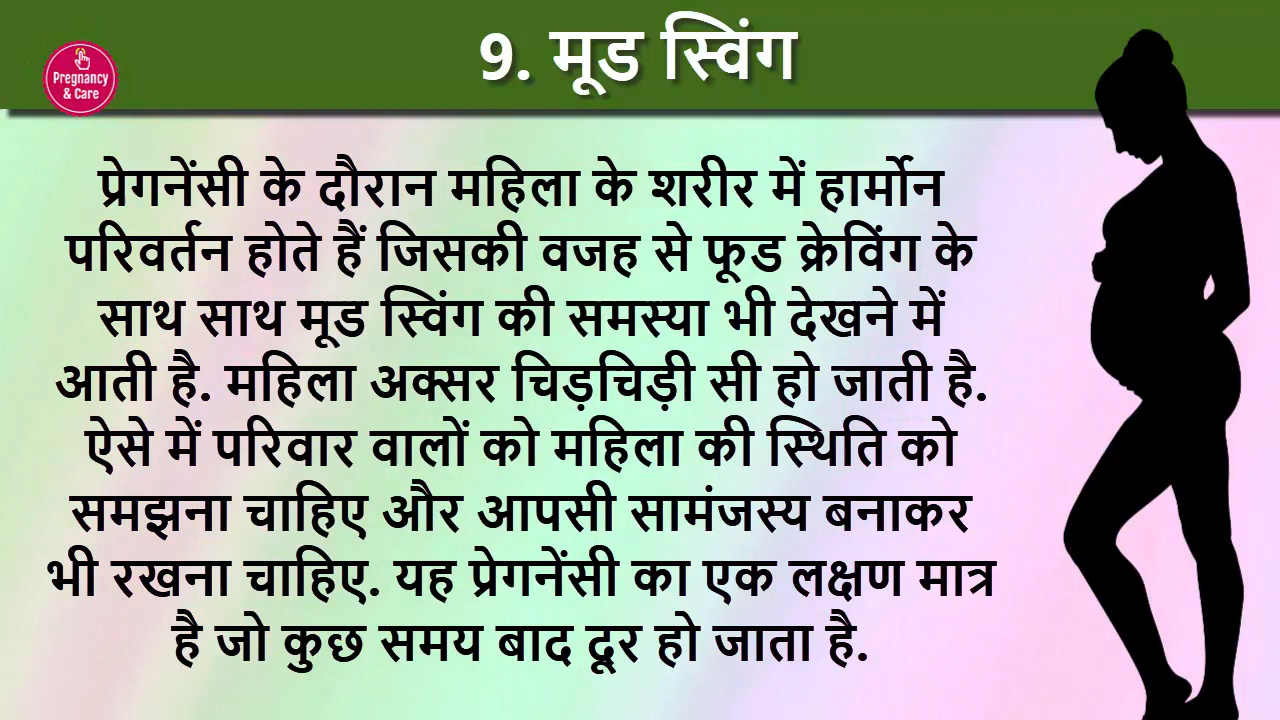 9. मूड स्विंग
Pregnancy
& Care
प्रेगनेंसी के दौरान महिला के शरीर में हार्मोन
परिवर्तन होते हैं जिसकी वजह से फूड क्रेविंग के
साथ साथ मूड स्विंग की समस्या भी देखने में
आती है. महिला अक्सर चिड़चिड़ी सी हो जाती है.
ऐसे में परिवार वालों को महिला की स्थिति को
समझना चाहिए और आपसी सामंजस्य बनाकर
भी रखना चाहिए. यह प्रेगनेंसी का एक लक्षण मात्र
है जो कुछ समय बाद दूर हो जाता है.